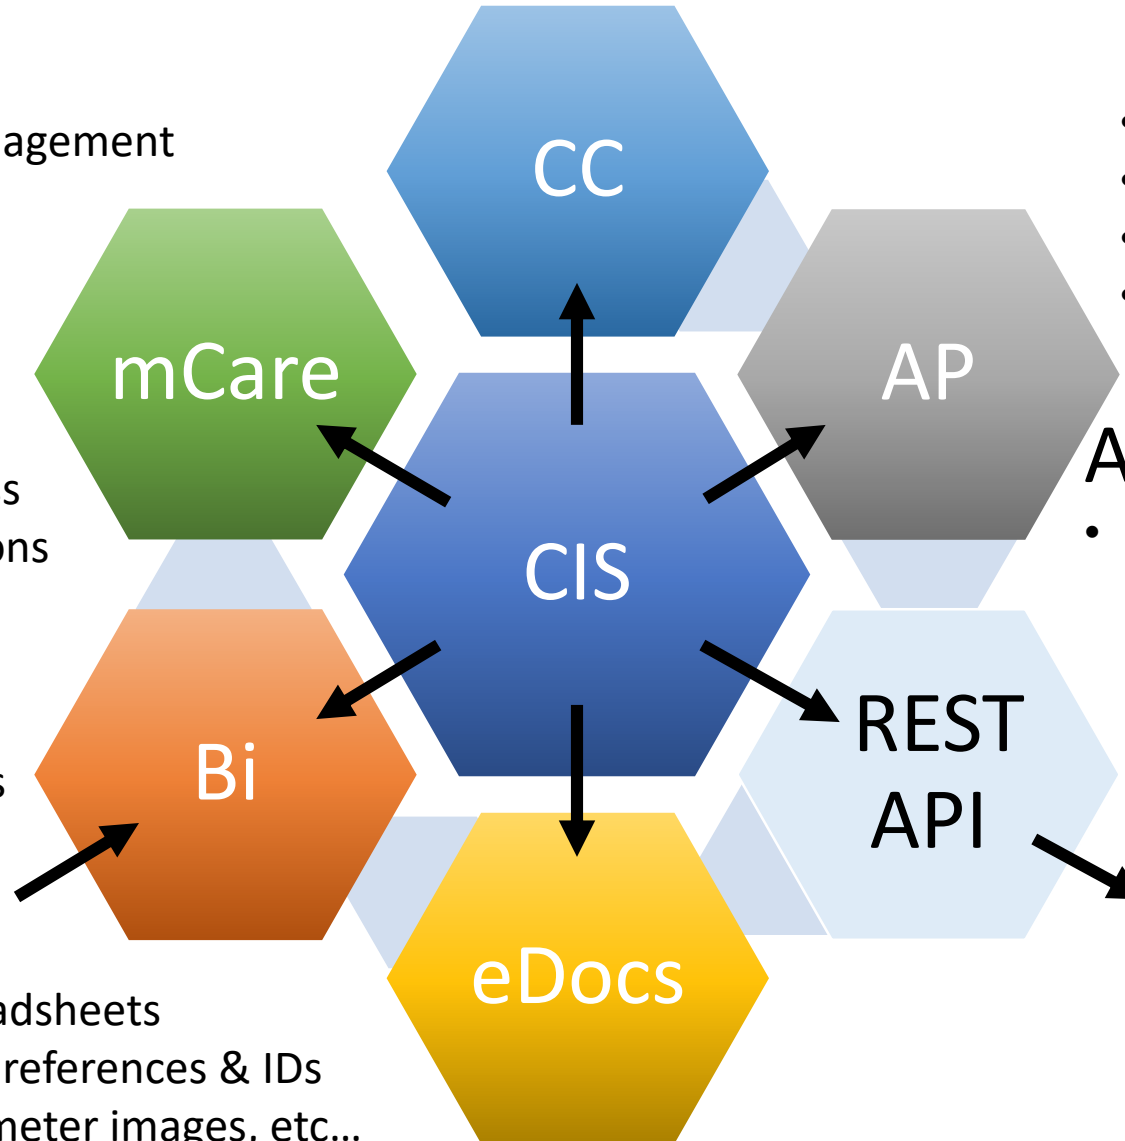 agement
CC
mCare
AP
A
s
ons
CIS
REST
API
Bi
s
eDocs
adsheets
references & IDs
meter images, etc...